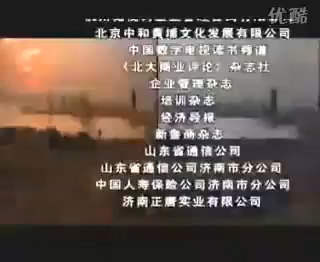 优酷
北京中和黄埔文化发展有限公司
中国数字电视读书频道
《北大商业评论》杂志社
企业管理杂志
培训杂志
经济导报
新鲁商杂志
山东省通信公司
山东省通信公司济南市分公司
中国人寿保险公司济南市分公司
济南正唐实业有限公司